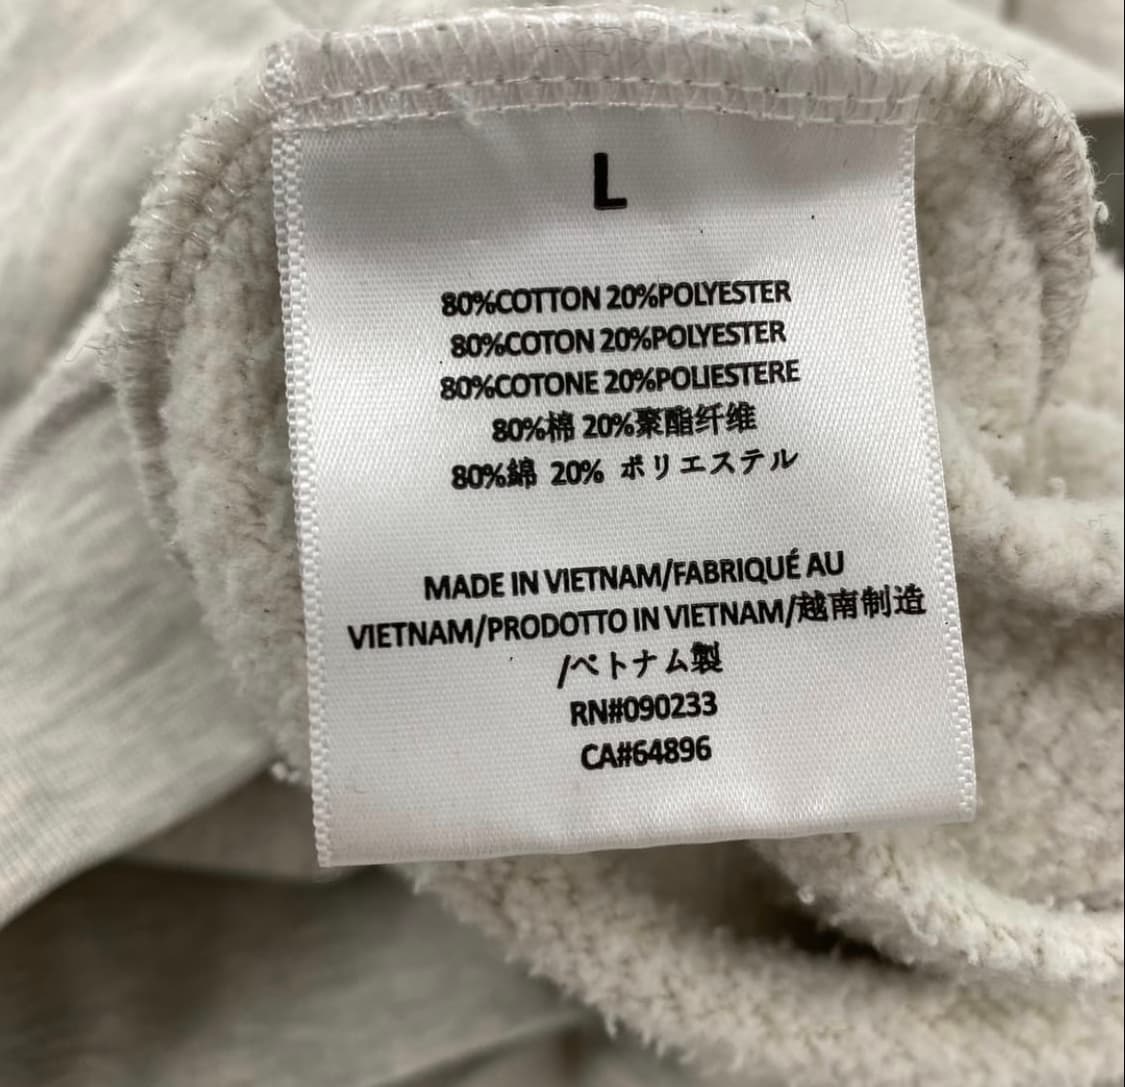 L
80%COTTON 20%POLYESTER
80%COTON 20%POLYESTER
80%COTONE 20%POLIESTERE
80%棉 20%聚酯纤维
80%綿 20% ポリエステル
MADE IN VIETNAM/FABRIQUÉ AU
VIETNAM/PRODOTTO IN VIETNAM/越南制造
/ベトナム製
RN#090233
CA#64896